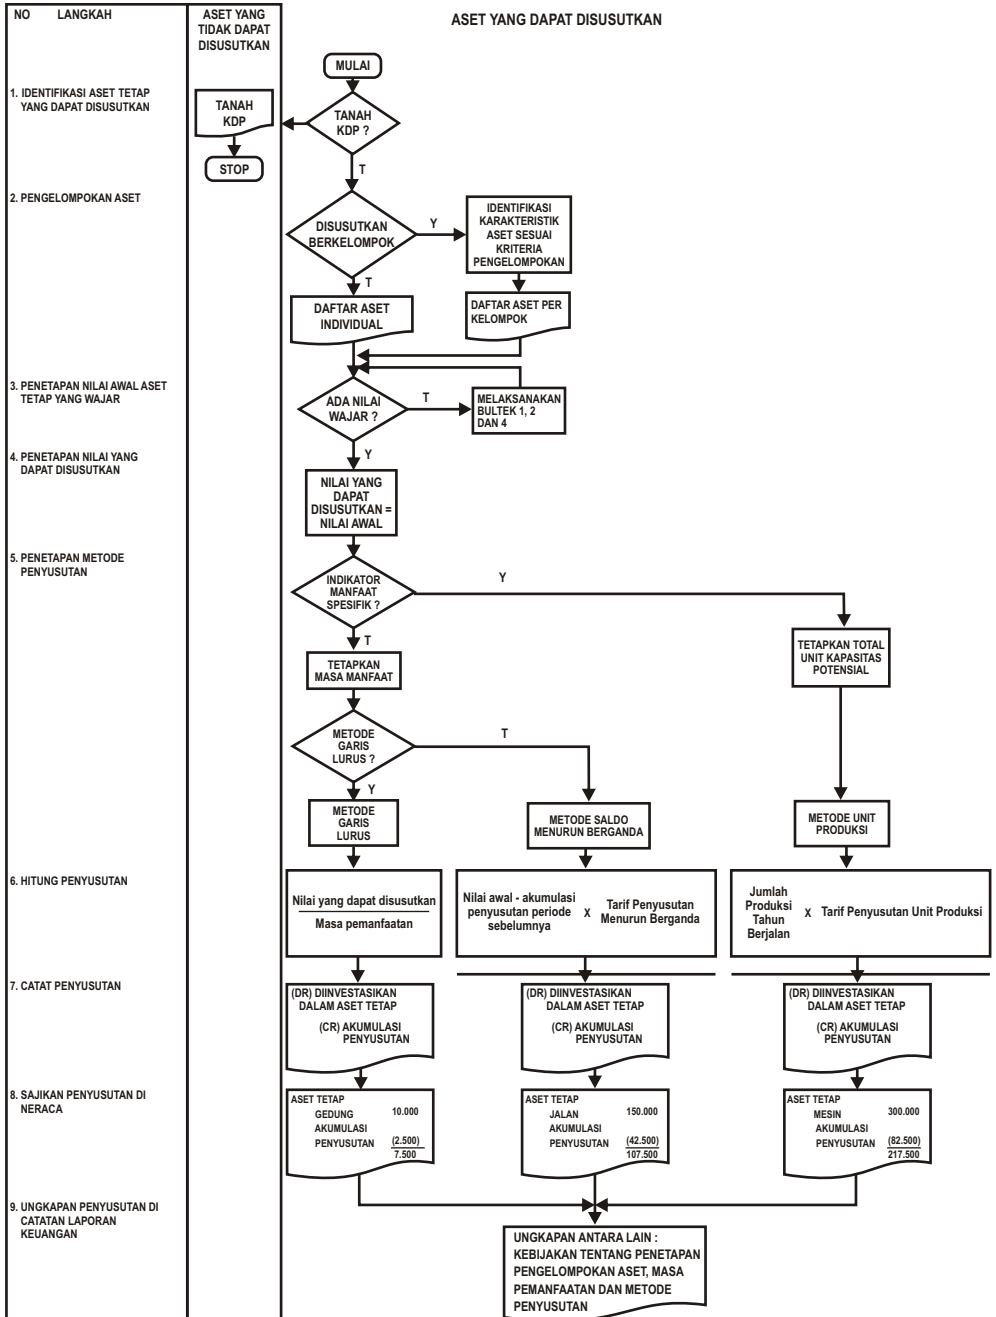 NO LANGKAH
ASET YANG
TIDAK DAPAT
DISUSUTKAN
ASET YANG DAPAT DISUSUTKAN
MULAI
1. IDENTIFIKASI ASET TETAP
YANG DAPAT DISUSUTKAN
TANAH
KDP
TANAH
KDP ?
STOP
T
2. PENGELOMPOKAN ASET
DISUSUTKAN
BERKELOMPOK
Y
IDENTIFIKASI
KARAKTERISTIK
ASET SESUAI
KRITERIA
PENGELOMPOKAN
T
DAFTAR ASET
INDIVIDUAL
DAFTAR ASET PER
KELOMPOK
3. PENETAPAN NILAI AWAL ASET
TETAP YANG WAJAR
ADA NILAI
WAJAR ?
T
MELAKSANAKAN
BULTEK 1, 2
DAN 4
Y
4. PENETAPAN NILAI YANG
DAPAT DISUSUTKAN
NILAI YANG
DAPAT
DISUSUTKAN =
NILAI AWAL
5. PENETAPAN METODE
PENYUSUTAN
INDIKATOR
MANFAAT
SPESIFIK ?
Y
T
TETAPKAN
MASA MANFAAT
TETAPKAN TOTAL
UNIT KAPASITAS
POTENSIAL
METODE
GARIS
LURUS ?
T
Y
METODE
GARIS
LURUS
METODE SALDO
MENURUN BERGANDA
METODE UNIT
PRODUKSI
6. HITUNG PENYUSUTAN
Nilai yang dapat disusutkan
Masa pemanfaatan
Nilai awal - akumulasi
penyusutan periode
sebelumnya
X
Tarif Penyusutan
Menurun Berganda
Jumlah
Produksi
Tahun
Berjalan
X Tarif Penyusutan Unit Produksi
7. CATAT PENYUSUTAN
(DR) DIINVESTASIKAN
DALAM ASET TETAP
(CR) AKUMULASI
PENYUSUTAN
(DR) DIINVESTASIKAN
DALAM ASET TETAP
(CR) AKUMULASI
PENYUSUTAN
(DR) DIINVESTASIKAN
DALAM ASET TETAP
(CR) AKUMULASI
PENYUSUTAN
8. SAJIKAN PENYUSUTAN DI
NERACA
ASET TETAP
GEDUNG 10.000
AKUMULASI
PENYUSUTAN (2.500)
7.500
ASET TETAP
JALAN 150.000
AKUMULASI
PENYUSUTAN (42.500)
107.500
ASET TETAP
MESIN 300.000
AKUMULASI
PENYUSUTAN (82.500)
217.500
9. UNGKAPAN PENYUSUTAN DI
CATATAN LAPORAN
KEUANGAN
UNGKAPAN ANTARA LAIN :
KEBIJAKAN TENTANG PENETAPAN
PENGELOMPOKAN ASET, MASA
PEMANFAATAN DAN METODE
PENYUSUTAN